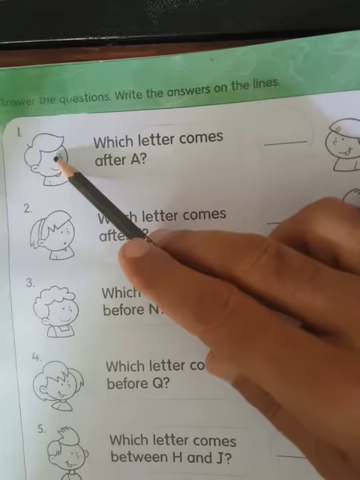 Answer the questions. Write the answers on the lines.
1.
Which letter comes
after A?
2.
letter comes
3.
Which
before N
4.
Which letter
before Q?
5.
Which letter comes
between H and J?